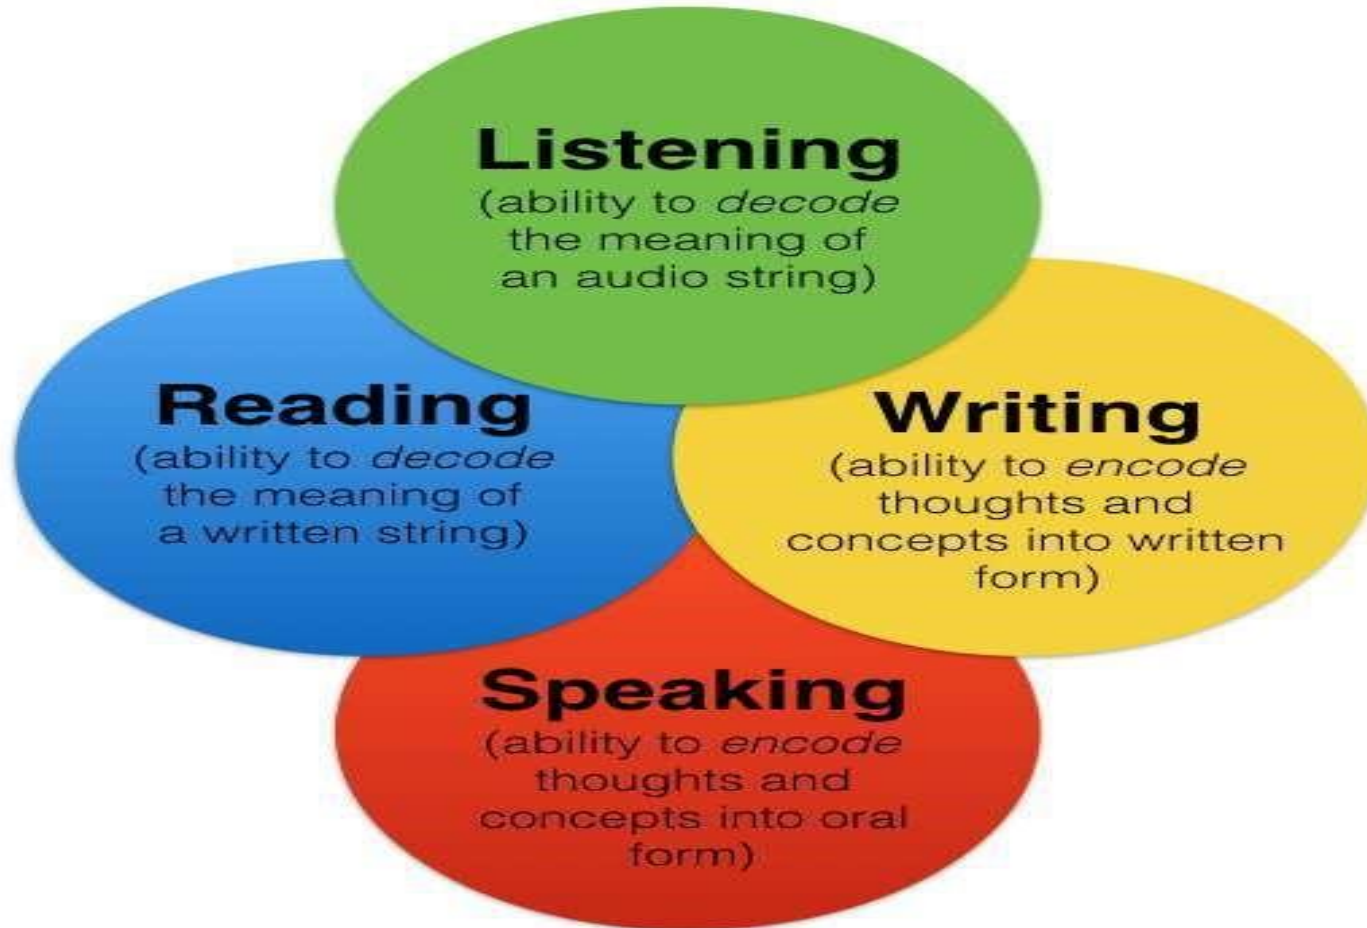 Listening
(ability to decode
the meaning of
an audio string)
Reading
(ability to decode
the meaning of
a written string)
Writing
(ability to encode
thoughts and
concepts into written
form)
Speaking
(ability to encode
thoughts and
concepts into oral
form)